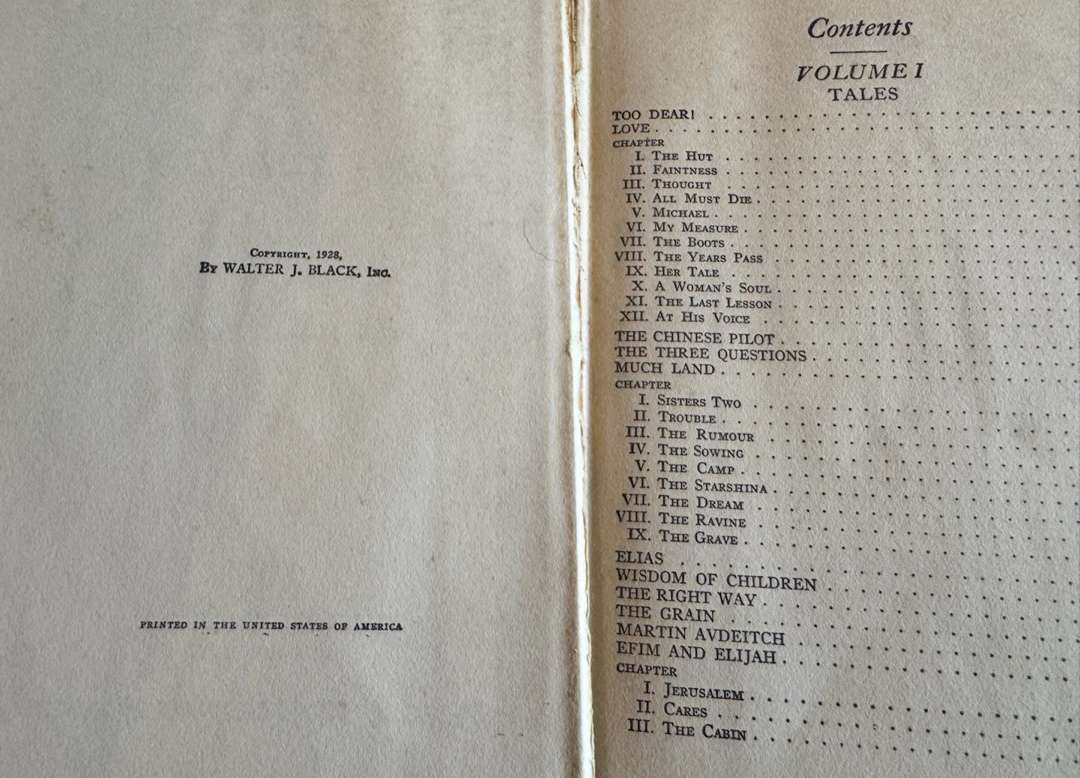 Copyright, 1928,
By WALTER J. BLACK, Inc.
PRINTED IN THE UNITED STATES OF AMERICA
Contents
VOLUME I
TALES
TOO DEAR!
LOVE
CHAPTER
I. The Hut
II. Faintness
III. Thought
IV. All Must Die
V. Michael
VI. My Measure
VII. The Boots
VIII. The Years Pass
IX. Her Tale
X. A Woman's Soul
XI. The Last Lesson
XII. At His Voice
THE CHINESE PILOT
THE THREE QUESTIONS
MUCH LAND
CHAPTER
I. Sisters Two
II. Trouble
III. The Rumour
IV. The Sowing
V. The Camp
VI. The Starshina
VII. The Dream
VIII. The Ravine
IX. The Grave
ELIAS
WISDOM OF CHILDREN
THE RIGHT WAY
THE GRAIN
MARTIN AVDEITCH
EFIM AND ELIJAH
CHAPTER
I. Jerusalem
II. Cares
III. The Cabin